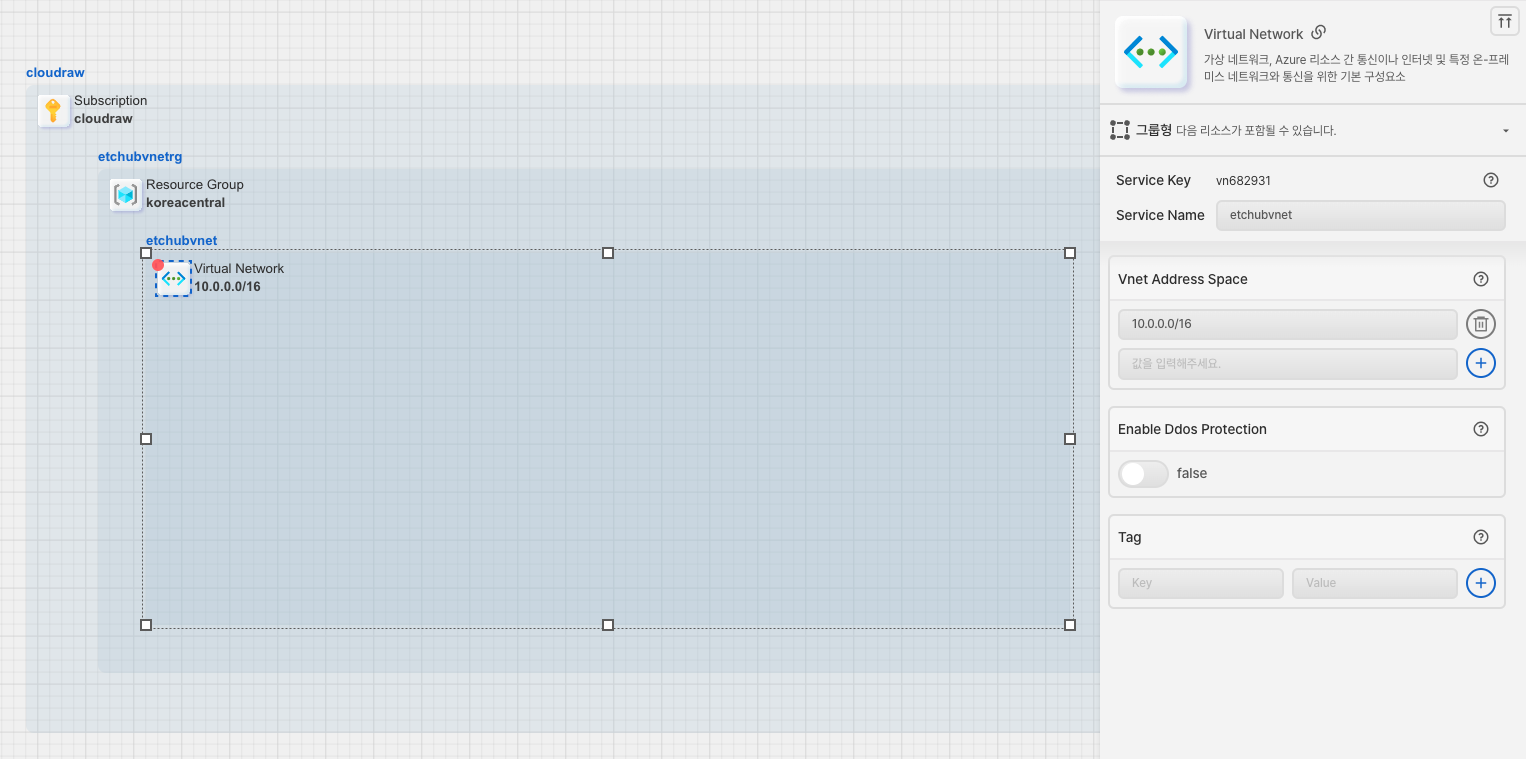 cloudraw
Subscription
cloudraw
etchubvnetrg
Resource Group
koreacentral
etchubvnet
Virtual Network
10.0.0.0/16
Virtual Network
가상 네트워크, Azure 리소스 간 통신이나 인터넷 및 특정 온-프레
미스 네트워크와 통신을 위한 기본 구성요소
그룹형 다음 리소스가 포함될 수 있습니다.
Service Key vn682931
Service Name etchubvnet
Vnet Address Space
10.0.0.0/16
값을 입력해주세요.
Enable Ddos Protection
false
Tag
Key Value